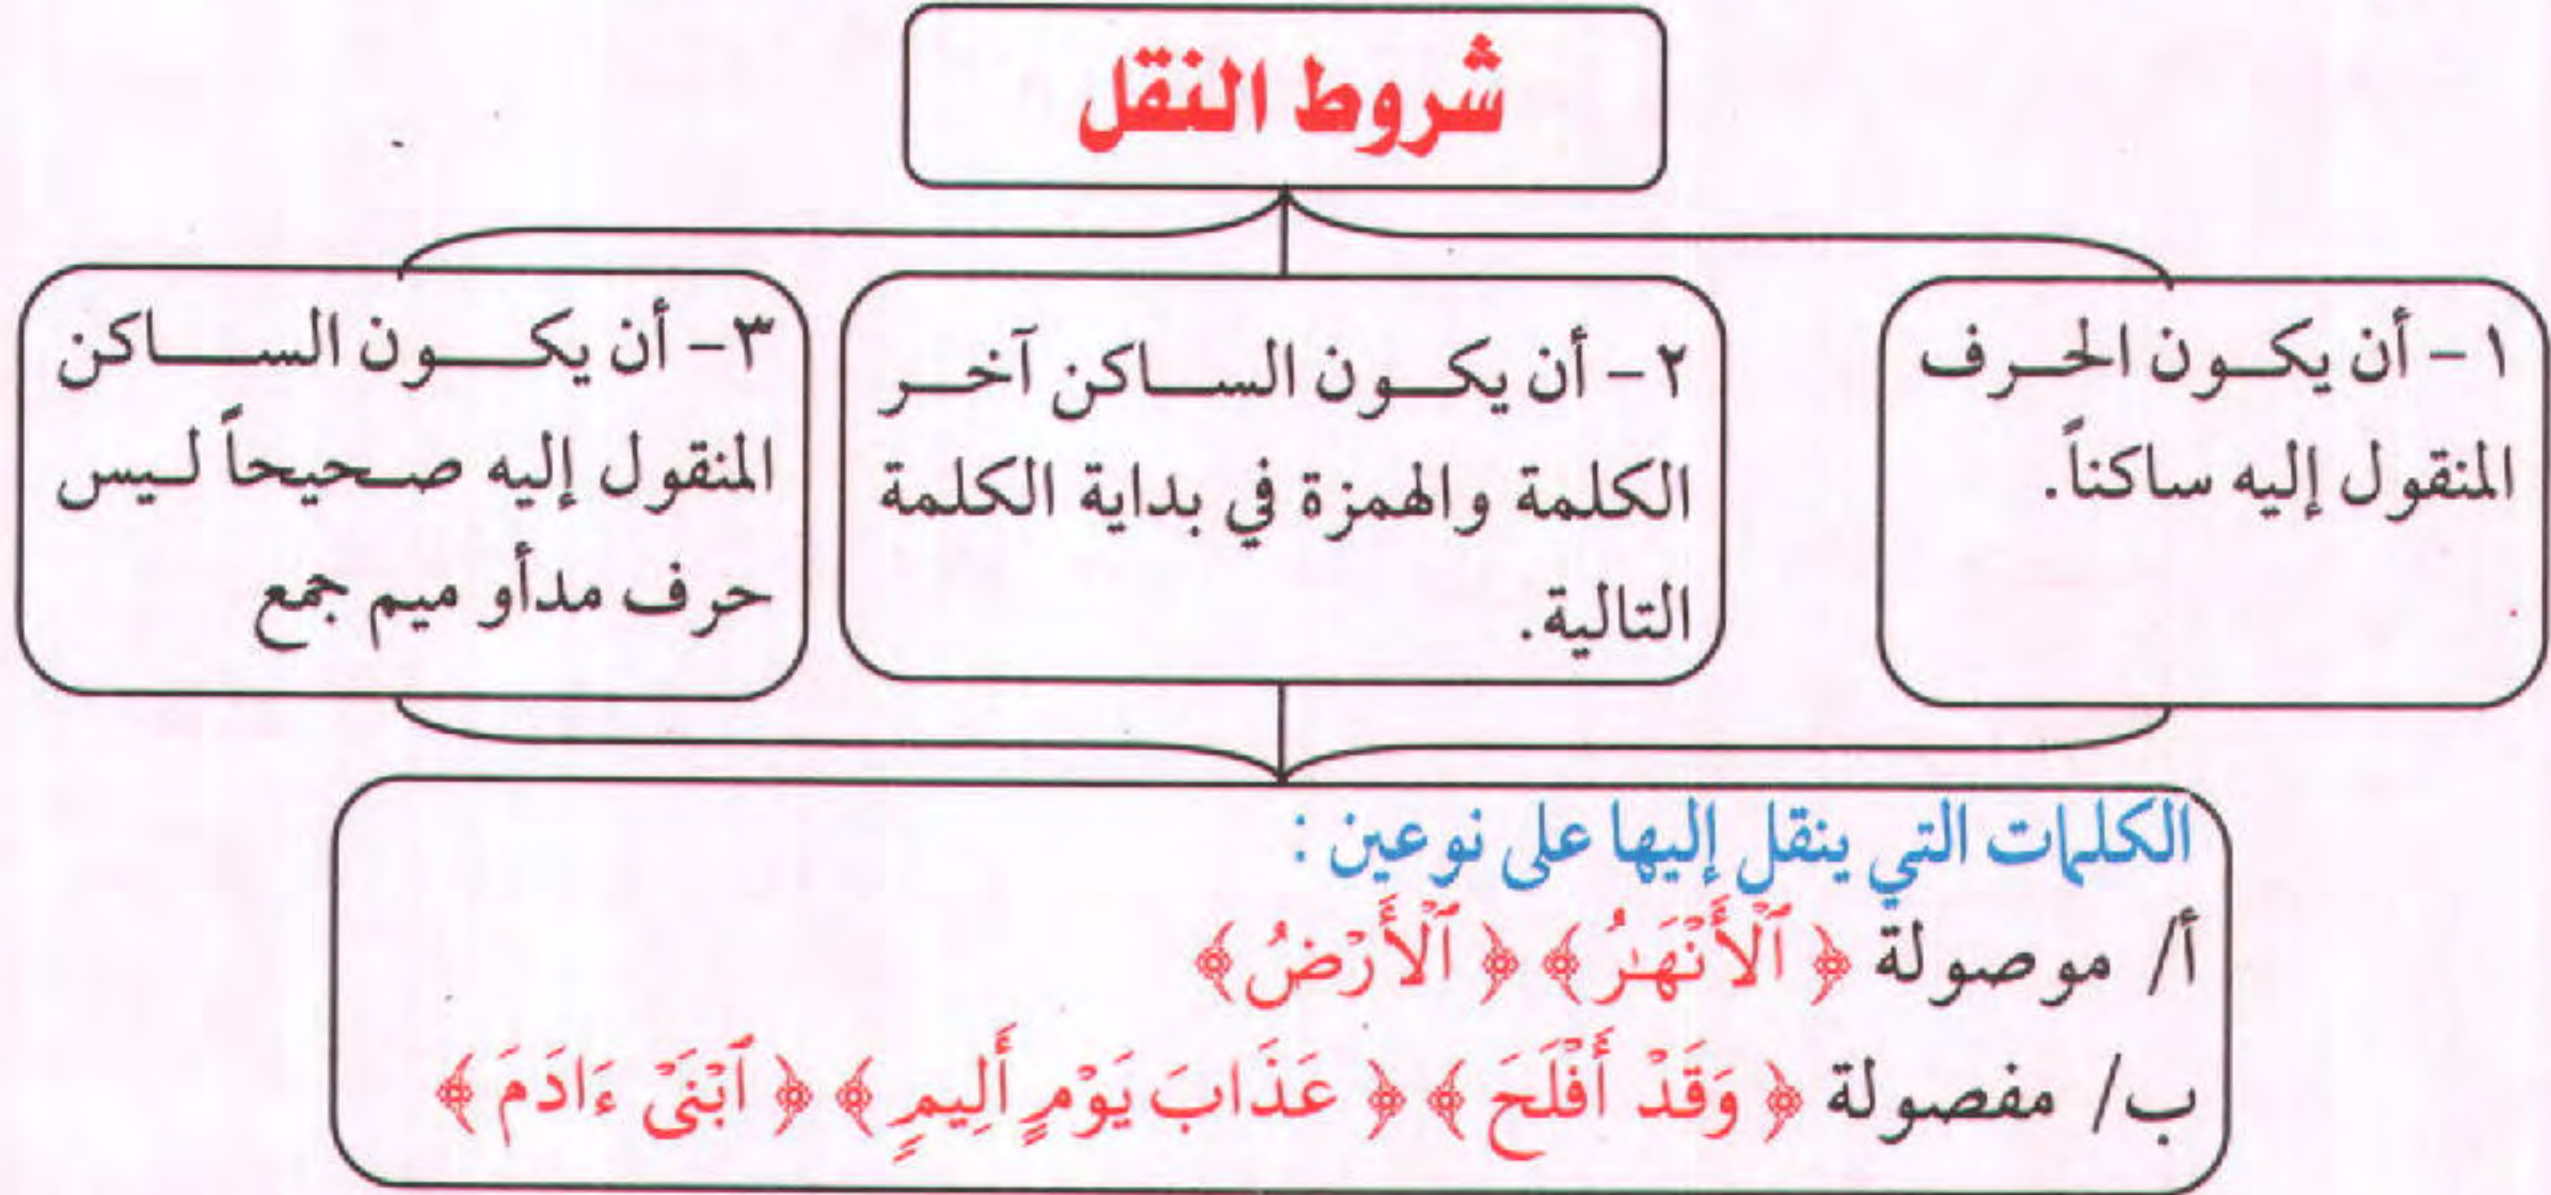 شروط النقل
١ - أن يكون الحرف
المنقول إليه ساكناً.
٢ - أن يكون الساكن آخر
الكلمة والهمزة في بداية الكلمة
التالية.
٣ - أن يكون الساكن
المنقول إليه صحيحاً ليس
حرف مدأو ميم جمع
الكلمات التي ينقل إليها على نوعين :
أ/ موصولة ﴿ ٱلْأَنْهَـٰرُ ﴾ ﴿ ٱلْأَرْضُ ﴾
ب/ مفصولة ﴿ وَقَدْ أَفْلَحَ ﴾ ﴿ عَذَابَ يَوْمٍ أَلِيمٍ ﴾ ﴿ ٱبْنَىْ ءَادَمَ ﴾